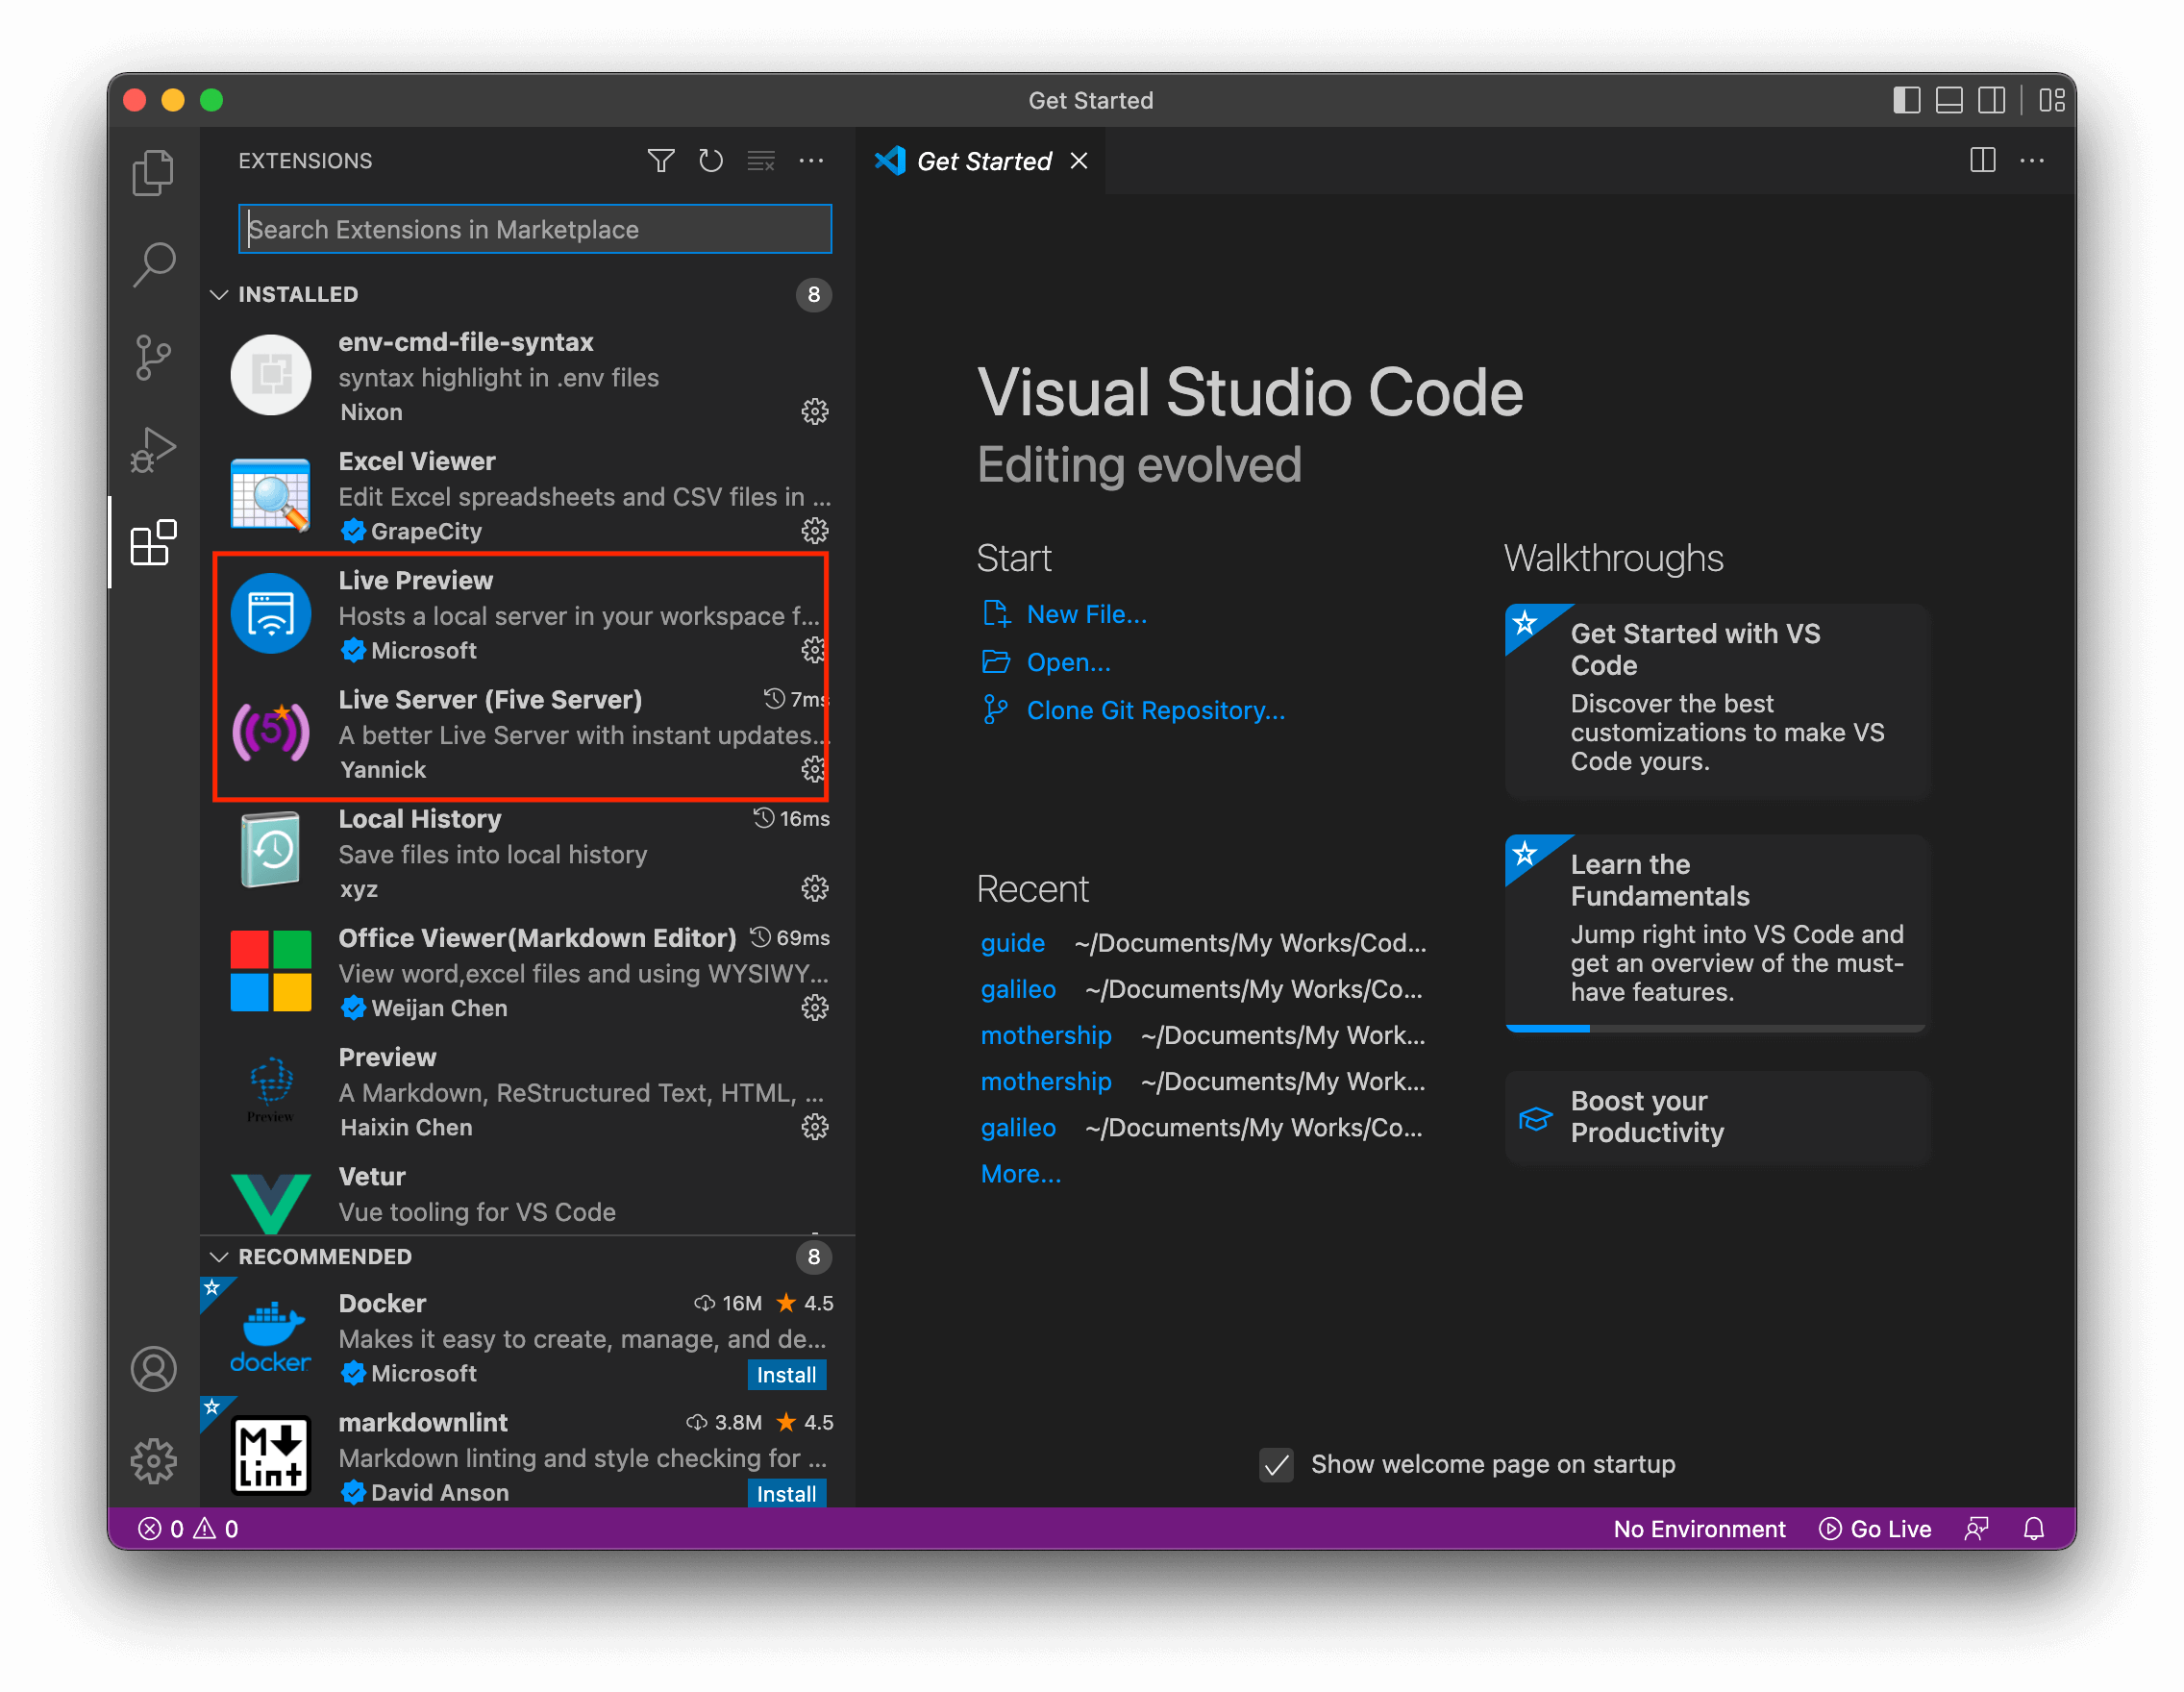 Get Started
EXTENSIONS
Search Extensions in Marketplace
INSTALLED
8
env-cmd-file-syntax
syntax highlight in .env files
Nixon
Excel Viewer
Edit Excel spreadsheets and CSV files in ...
GrapeCity
Live Preview
Hosts a local server in your workspace f...
Microsoft
Live Server (Five Server) 7ms
5
A better Live Server with instant updates...
Yannick
Local History 16ms
Save files into local history
xyz
Office Viewer(Markdown Editor) 69ms
View word,excel files and using WYSIWY...
Weijan Chen
Preview
A Markdown, ReStructured Text, HTML, ...
Preview
Haixin Chen
Vetur
Vue tooling for VS Code
RECOMMENDED
8
Docker 16M 4.5
Makes it easy to create, manage, and de...
docker
Microsoft Install
markdownlint 3.8M 4.5
M
Lint
Markdown linting and style checking for ...
David Anson Install
Get Started
Visual Studio Code
Editing evolved
Start
New File...
Open...
Clone Git Repository...
Recent
guide ~/Documents/My Works/Cod...
galileo ~/Documents/My Works/Co...
mothership ~/Documents/My Work...
mothership ~/Documents/My Work...
galileo ~/Documents/My Works/Co...
More...
Walkthroughs
Get Started with VS
Code
Discover the best
customizations to make VS
Code yours.
Learn the
Fundamentals
Jump right into VS Code and
get an overview of the must-
have features.
Boost your
Productivity
Show welcome page on startup
0 0
No Environment
Go Live